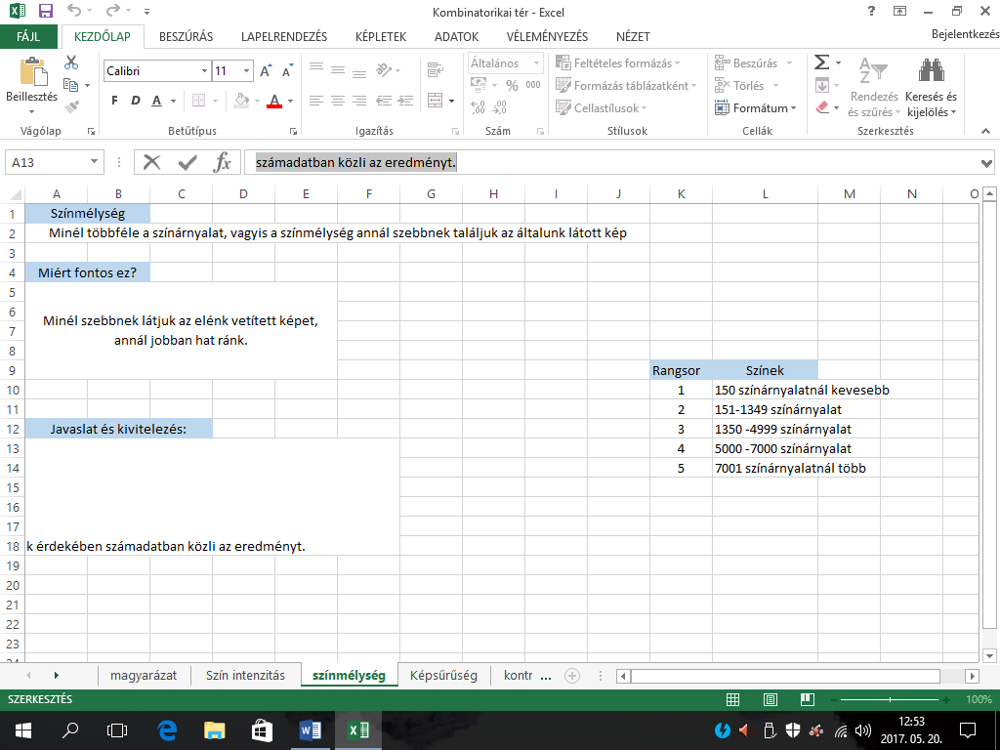 Kombinatorikai tér - Excel
FÁJL KEZDŐLAP BESZÚRÁS LAPELRENDEZÉS KÉPLETEK ADATOK VÉLEMÉNYEZÉS NÉZET Bejelentkezés
Beillesztés
Calibri 11
F D A
Általános
% 000
Feltételes formázás
Formázás táblázatként
Cellastílusok
Beszúrás
Törlés
Formátum
Rendezés és szűrés
Keresés és kijelölés
Vágólap Betűtípus Igazítás Szám Stílusok Cellák Szerkesztés
A13 fx számadatban közli az eredményt.
A B C D E F G H I J K L M N O
1 Színmélység
2 Minél többféle a színárnyalat, vagyis a színmélység annál szebbnek találjuk az általunk látott kép
3
4 Miért fontos ez?
5
6 Minél szebbnek látjuk az elénk vetített képet,
7 annál jobban hat ránk.
8
9 Rangsor Színek
10 1 150 színárnyalatnál kevesebb
11 2 151-1349 színárnyalat
12 Javaslat és kivitelezés: 3 1350 -4999 színárnyalat
13 4 5000 -7000 színárnyalat
14 5 7001 színárnyalatnál több
15
16
17
18 k érdekében számadatban közli az eredményt.
19
20
21
22
23
24
magyarázat Szín intenzitás színmélység Képsűrűség kontr ...
SZERKESZTÉS 100%
12:53
2017. 05. 20.